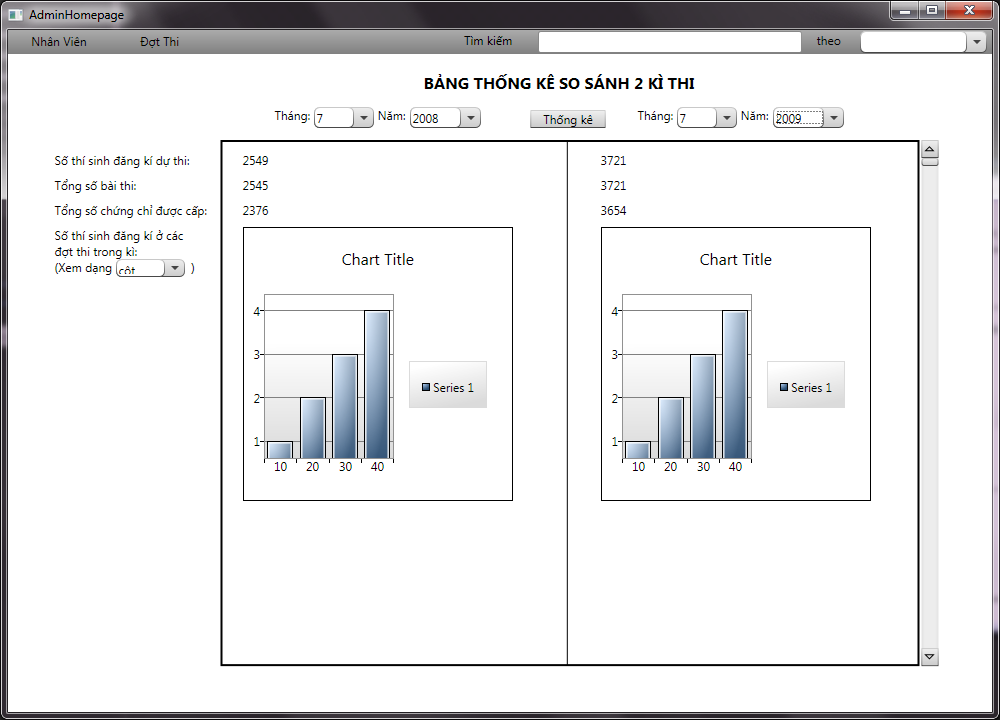 AdminHomepage
Nhân Viên Đợt Thi Tìm kiếm theo
BẢNG THỐNG KÊ SO SÁNH 2 KÌ THI
Tháng: 7 Năm: 2008 Thống kê Tháng: 7 Năm: 2009
Số thí sinh đăng kí dự thi: 2549 3721
Tổng số bài thi: 2545 3721
Tổng số chứng chỉ được cấp: 2376 3654
Số thí sinh đăng kí ở các
đợt thi trong kì:
(Xem dạng cột )
Chart Title
4
3
2
1
10 20 30 40
Series 1
Chart Title
4
3
2
1
10 20 30 40
Series 1